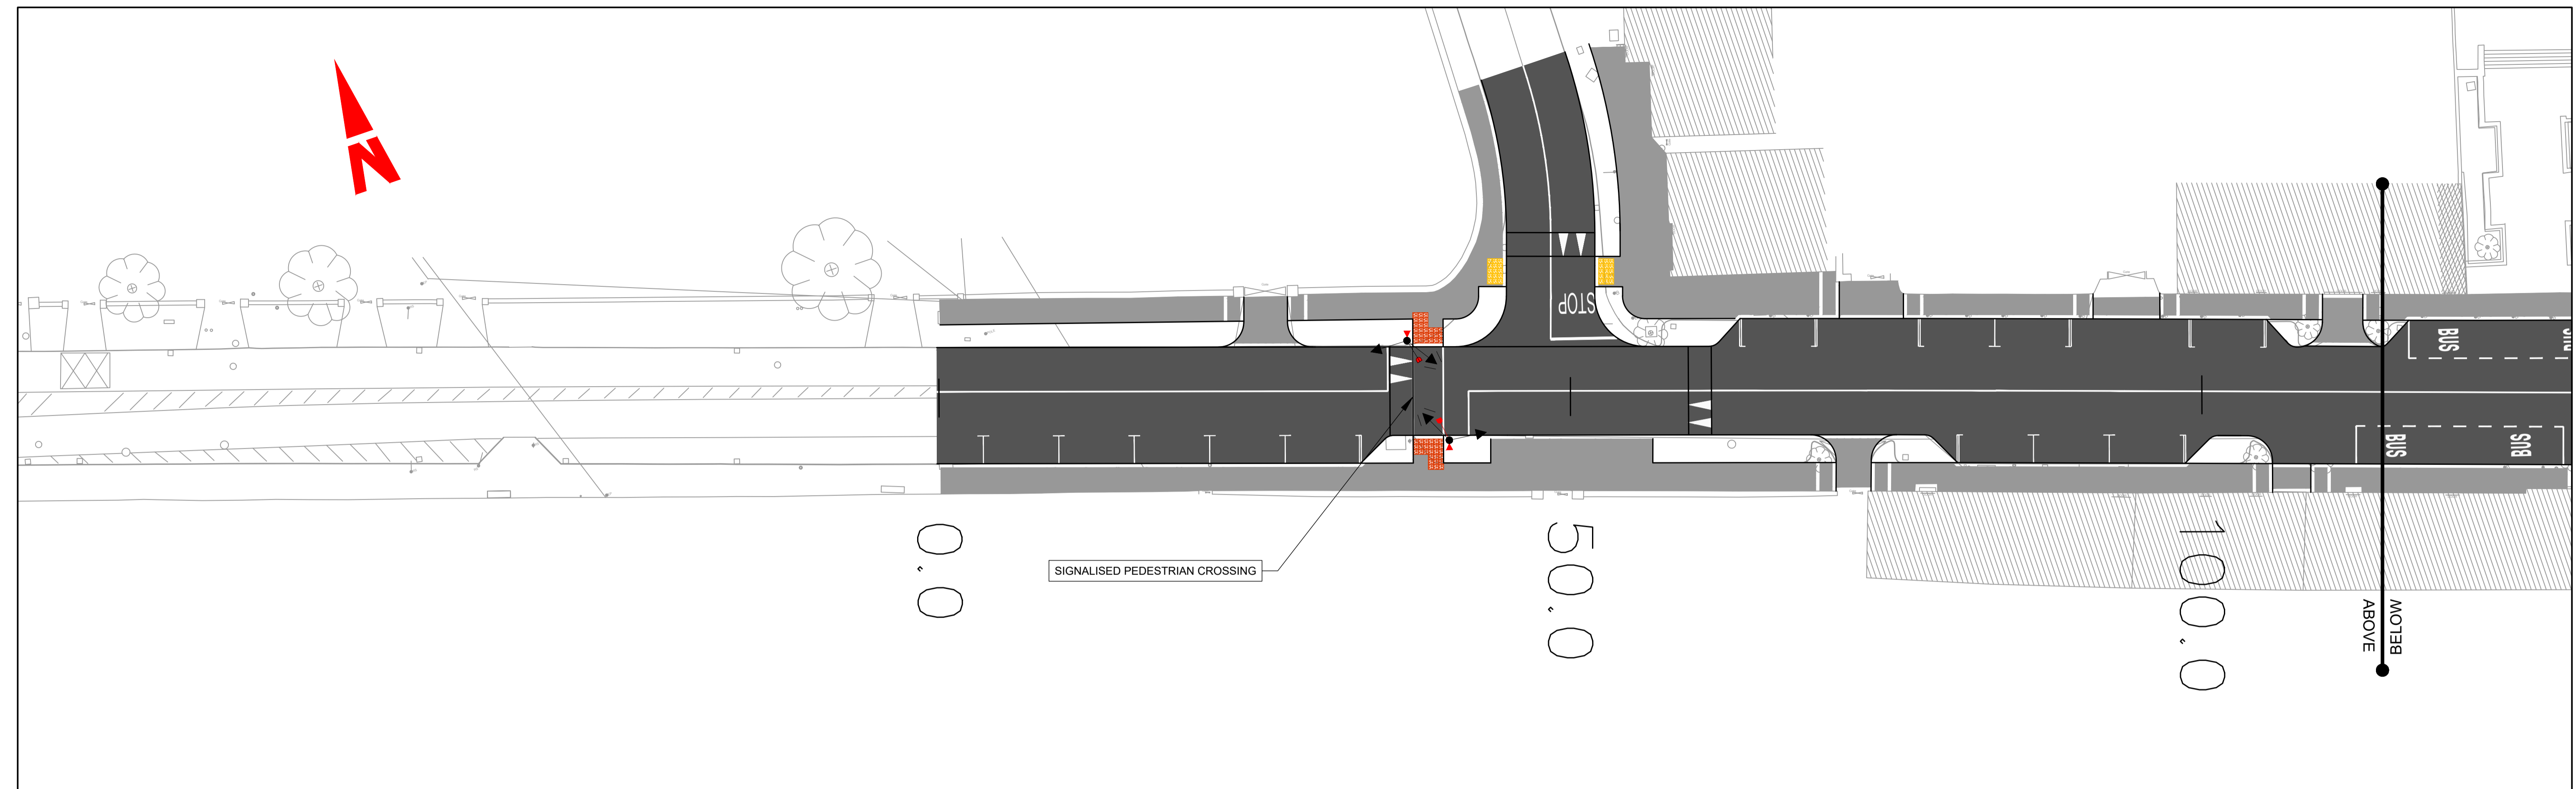 N
STOP
BUS
BUS
BUS
SIGNALISED PEDESTRIAN CROSSING
0.0
50.0
100.0
ABOVE
BELOW